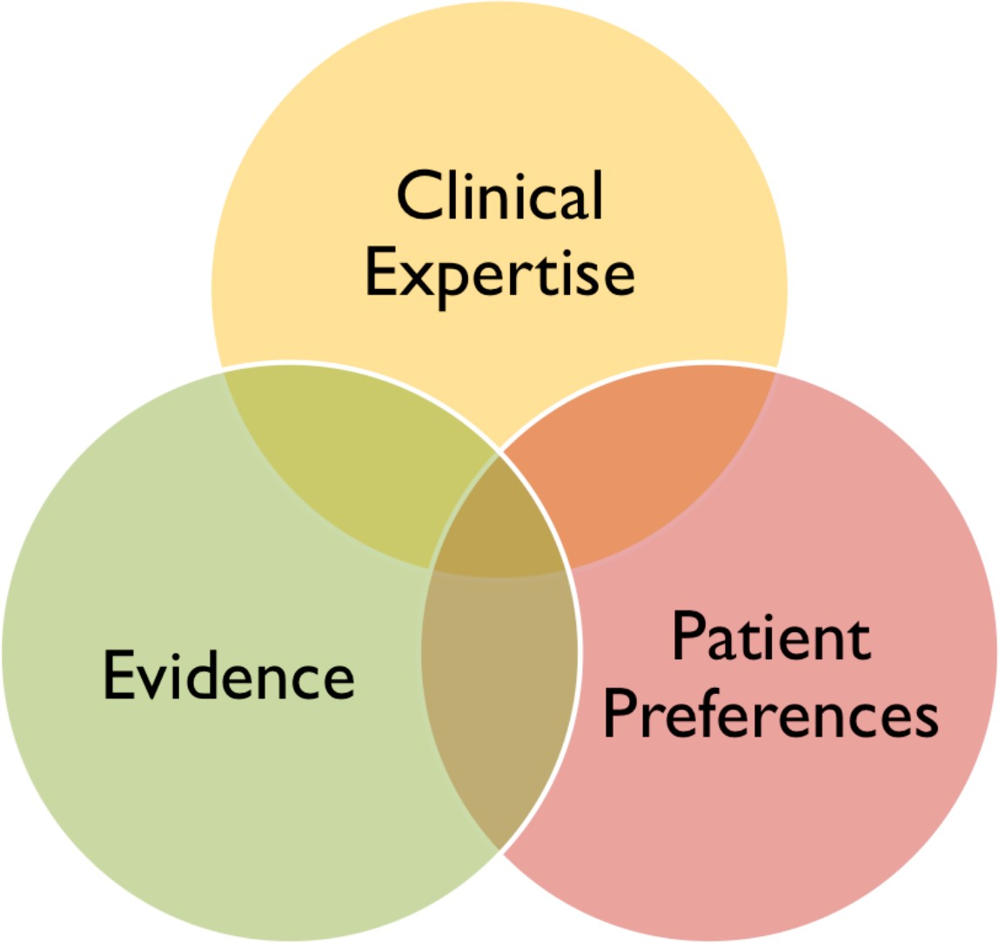 Clinical
Expertise
Evidence
Patient
Preferences